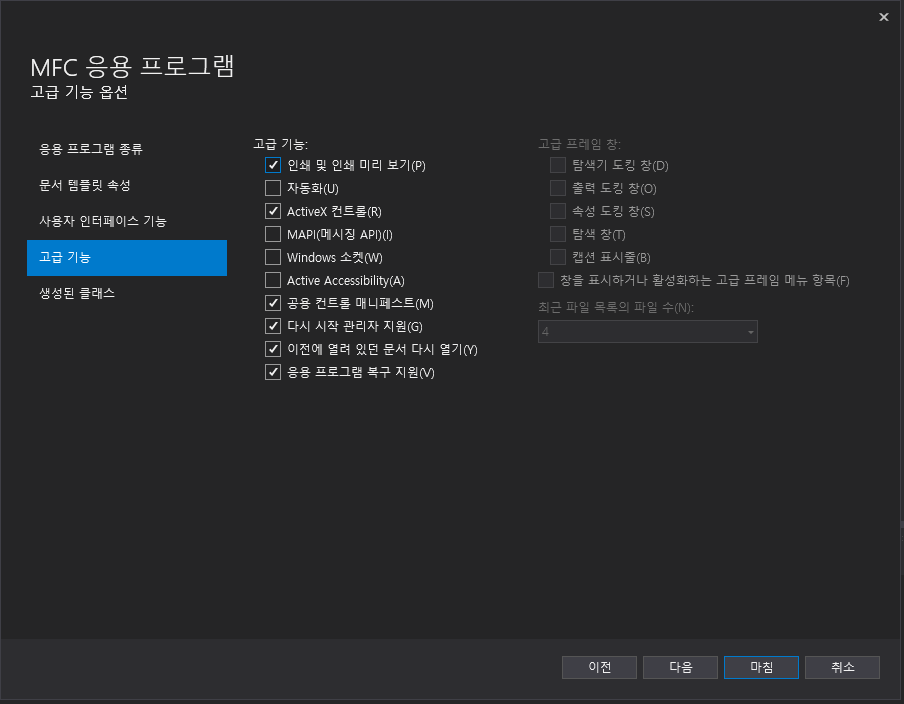 MFC 응용 프로그램
고급 기능 옵션
응용 프로그램 종류
문서 템플릿 속성
사용자 인터페이스 기능
고급 기능
생성된 클래스
고급 기능:
인쇄 및 인쇄 미리 보기(P)
자동화(U)
ActiveX 컨트롤(R)
MAPI(메시징 API)(I)
Windows 소켓(W)
Active Accessibility(A)
공용 컨트롤 매니페스트(M)
다시 시작 관리자 지원(G)
이전에 열려 있던 문서 다시 열기(Y)
응용 프로그램 복구 지원(V)
고급 프레임 창:
탐색기 도킹 창(D)
출력 도킹 창(O)
속성 도킹 창(S)
탐색 창(T)
캡션 표시줄(B)
창을 표시하거나 활성화하는 고급 프레임 메뉴 항목(F)
최근 파일 목록의 파일 수(N):
4
이전
다음
마침
취소